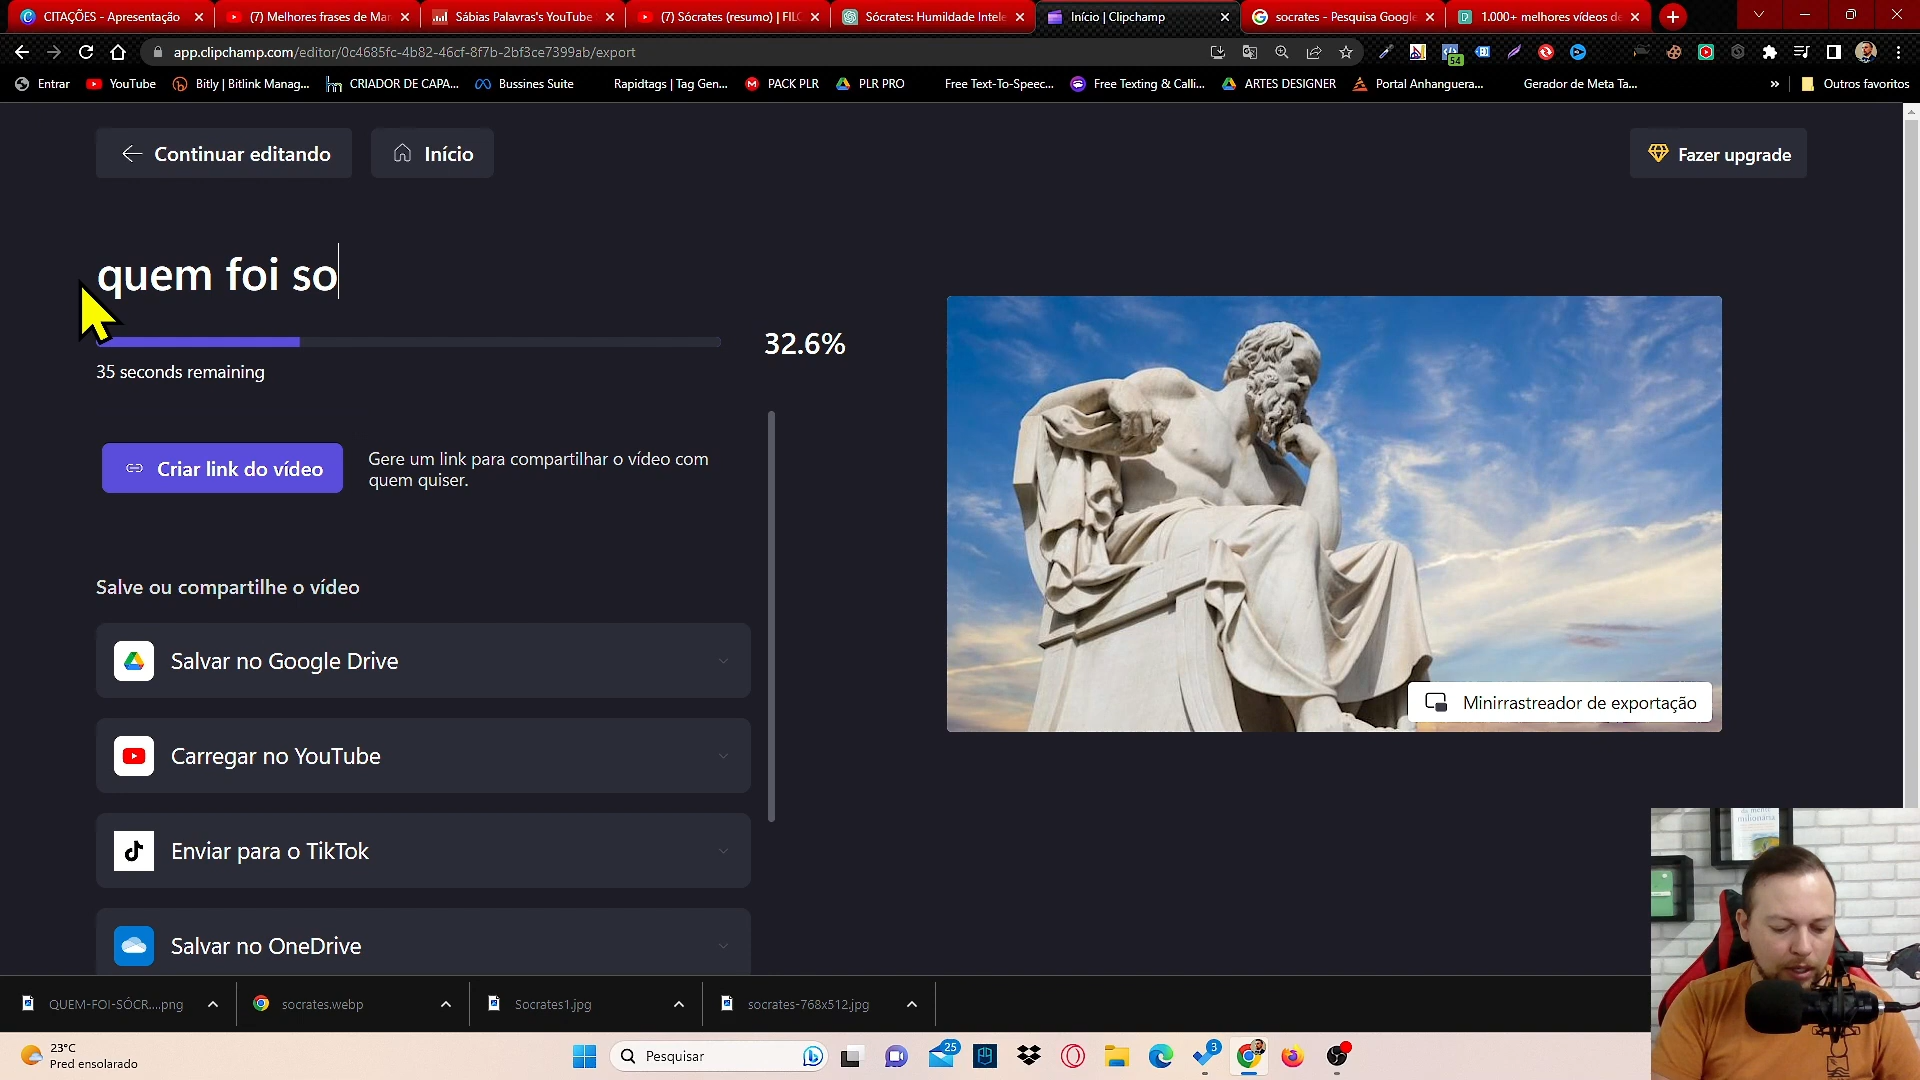 CITAÇÕES - Apresentação
(7) Melhores frases de Mar
Sábias Palavras's YouTube
(7) Sócrates (resumo) | FILC
Sócrates: Humildade Intele
Início | Clipchamp
socrates - Pesquisa Google
1.000+ melhores vídeos de
app.clipchamp.com/editor/0c4685fc-4b82-46cf-8f7b-2bf3ce7399ab/export
54
Entrar
YouTube
Bitly | Bitlink Manag...
CRIADOR DE CAPA...
Bussines Suite
Rapidtags | Tag Gen...
PACK PLR
PLR PRO
Free Text-To-Speec...
Free Texting & Calli...
ARTES DESIGNER
Portal Anhanguera...
Gerador de Meta Ta...
»
Outros favoritos
Continuar editando
Início
Fazer upgrade
quem foi so
32.6%
35 seconds remaining
Criar link do vídeo
Gere um link para compartilhar o vídeo com
quem quiser.
Salve ou compartilhe o vídeo
Salvar no Google Drive
Carregar no YouTube
Enviar para o TikTok
Salvar no OneDrive
Minirrastreador de exportação
milionária
QUEM-FOI-SÓCR....png
socrates.webp
Socrates1.jpg
socrates-768x512.jpg
23°C
Pred ensolarado
Pesquisar
25
3